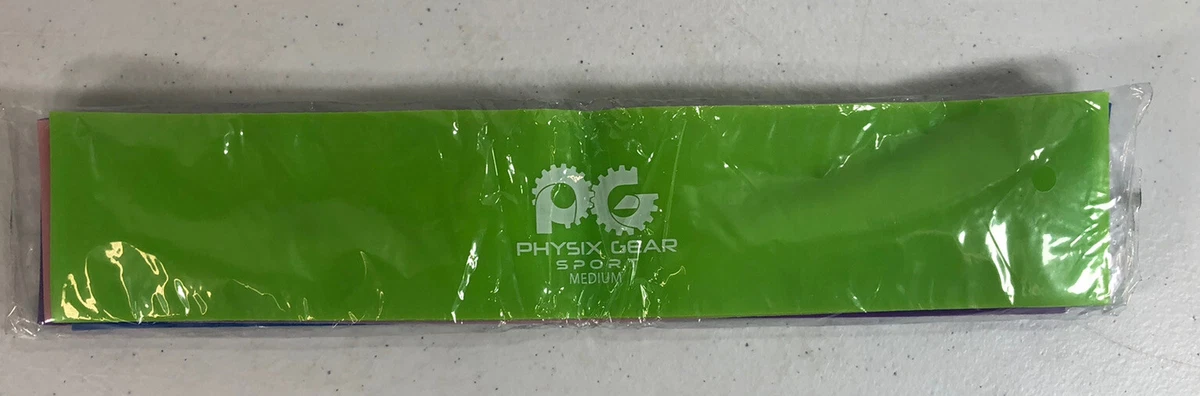 PG
PHYSIX GEAR
SPORT
MEDIUM